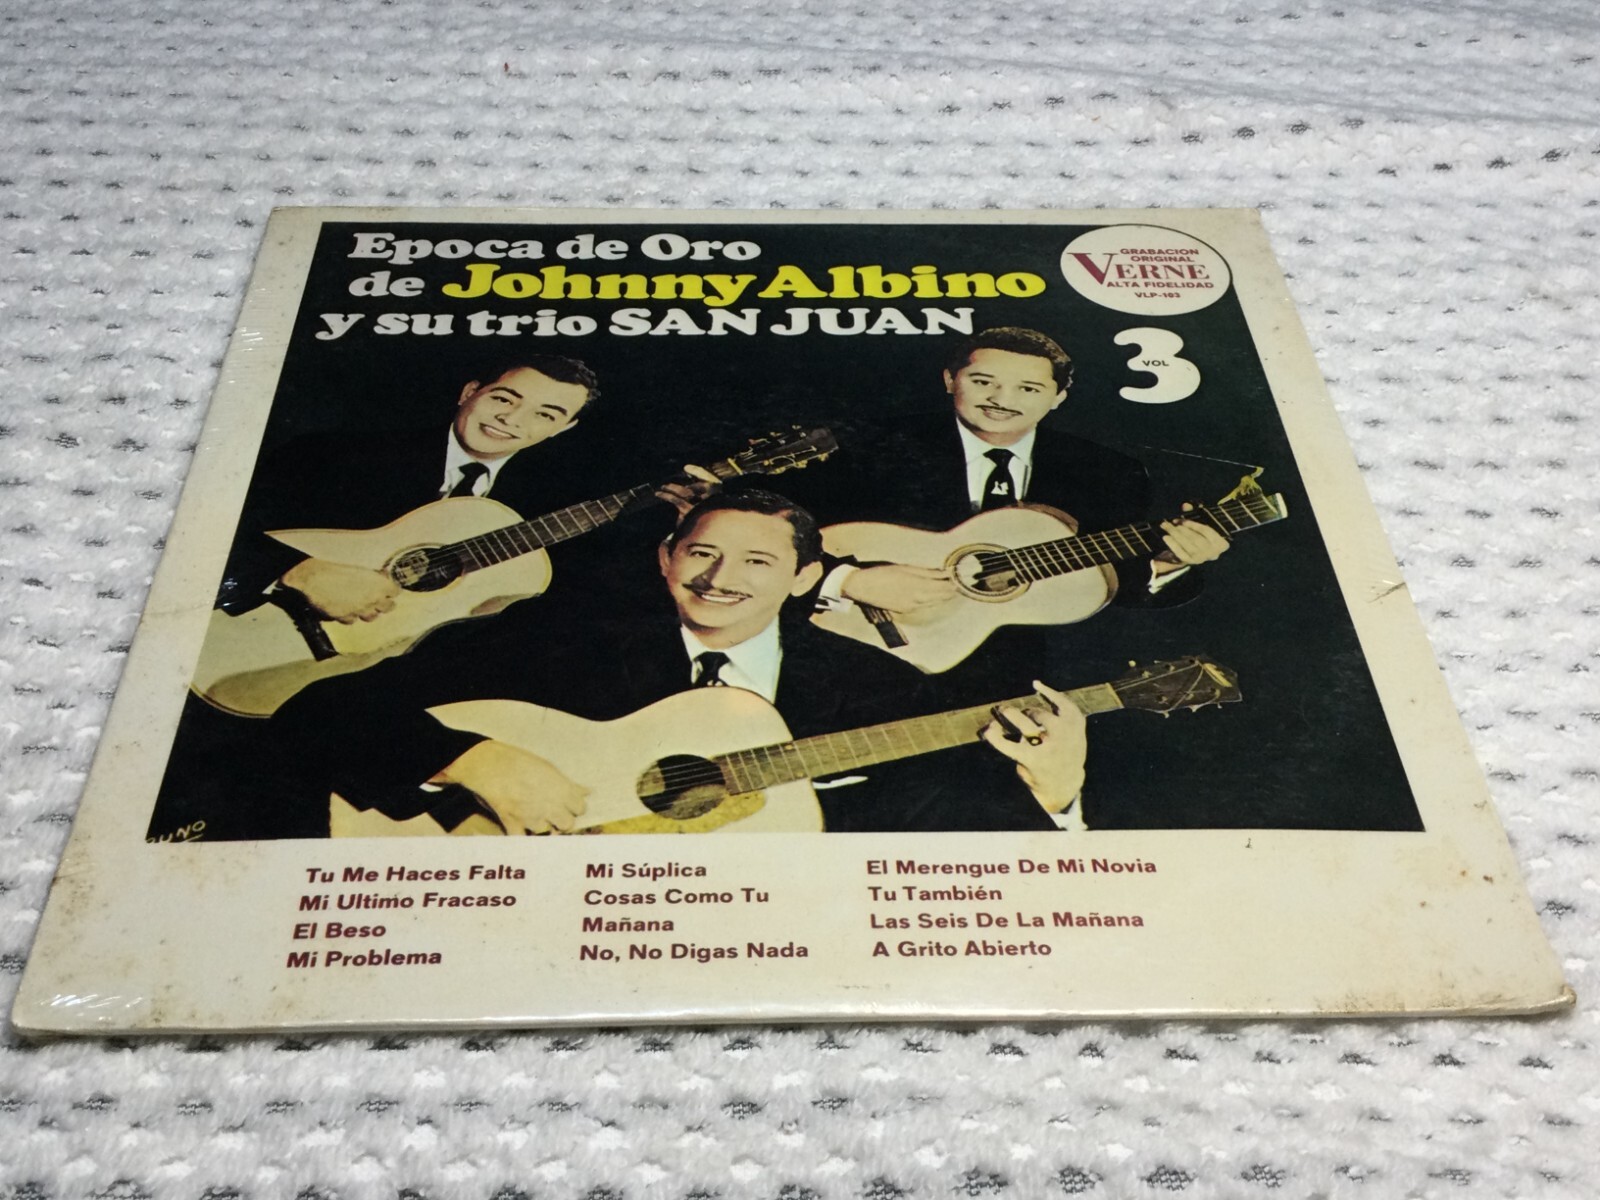 Epoca de Oro
de Johnny Albino
y su trio SAN JUAN
GRABACION
ORIGINAL
VERNE
ALTA FIDELIDAD
VLP-103
3
VOL
Tu Me Haces Falta
Mi Ultimo Fracaso
El Beso
Mi Problema
Mi Súplica
Cosas Como Tu
Mañana
No, No Digas Nada
El Merengue De Mi Novia
Tu También
Las Seis De La Mañana
A Grito Abierto